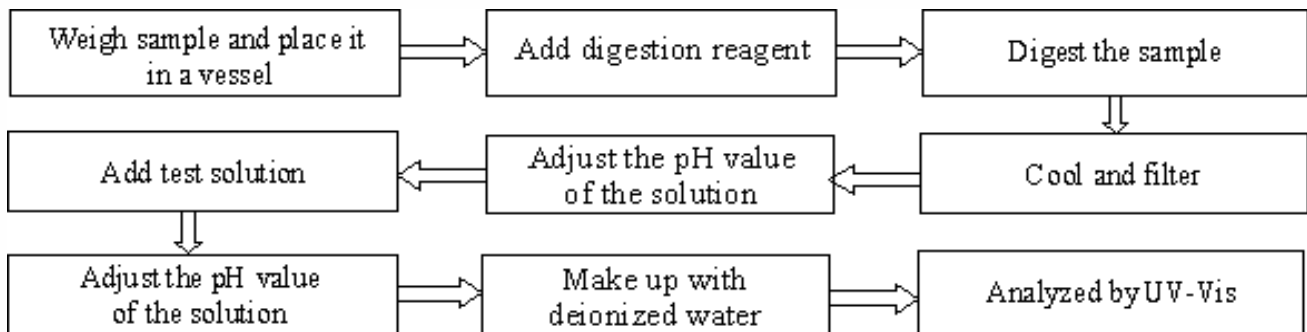 Weigh sample and place it
in a vessel
Add digestion reagent
Digest the sample
Cool and filter
Adjust the pH value
of the solution
Add test solution
Adjust the pH value
of the solution
Make up with
deionized water
Analyzed by UV-Vis